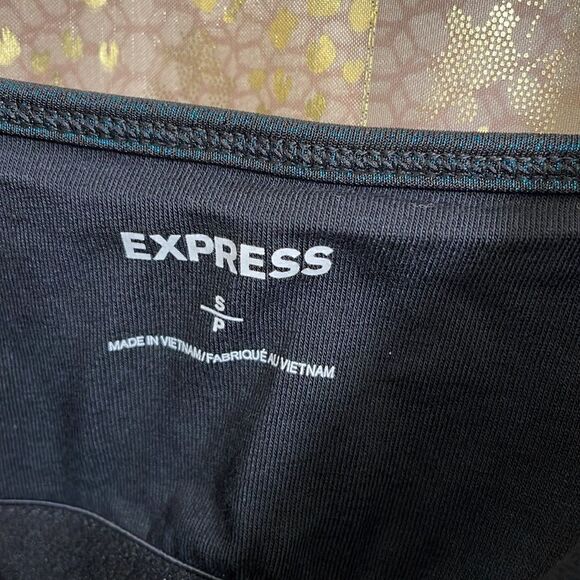 EXPRESS
S
P
MADE IN VIETNAM/FABRIQUÉ AU VIETNAM